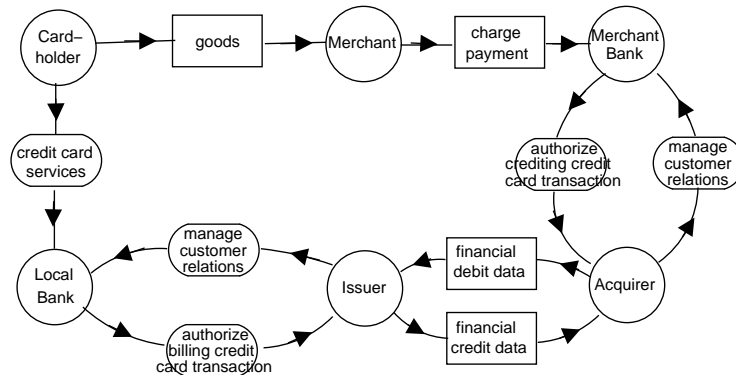 Card–
holder
goods
Merchant
charge
payment
Merchant
Bank
credit card
services
authorize
crediting credit
card transaction
manage
customer
relations
manage
customer
relations
financial
debit data
Local
Bank
Issuer
Acquirer
authorize
billing credit
card transaction
financial
credit data